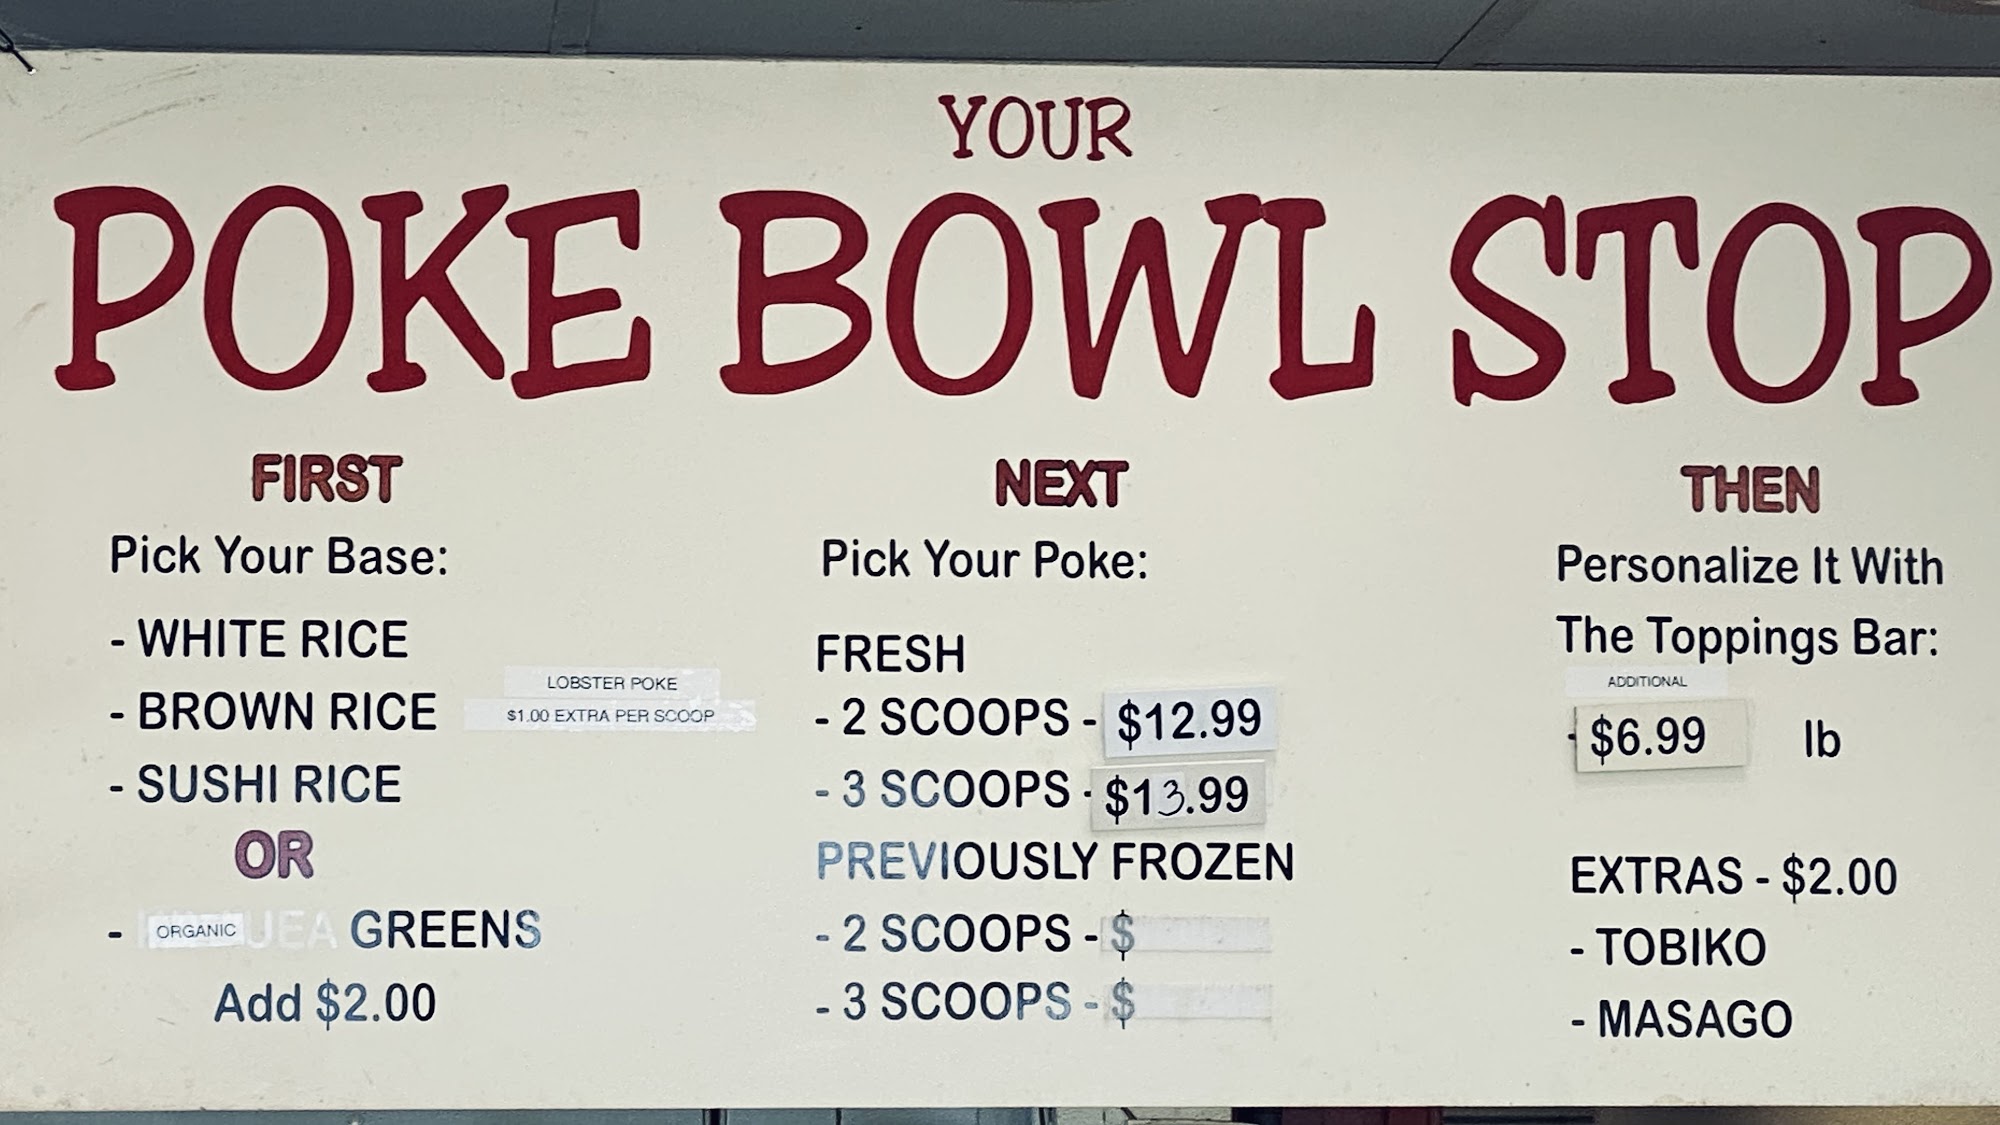 YOUR
POKE BOWL STOP
FIRST
Pick Your Base:
- WHITE RICE
- BROWN RICE
- SUSHI RICE
OR
- ORGANIC GREENS
Add $2.00
LOBSTER POKE
$1.00 EXTRA PER SCOOP
NEXT
Pick Your Poke:
FRESH
- 2 SCOOPS - $12.99
- 3 SCOOPS - $13.99
PREVIOUSLY FROZEN
- 2 SCOOPS - $
- 3 SCOOPS - $
THEN
Personalize It With
The Toppings Bar:
ADDITIONAL
- $6.99 lb
EXTRAS - $2.00
- TOBIKO
- MASAGO